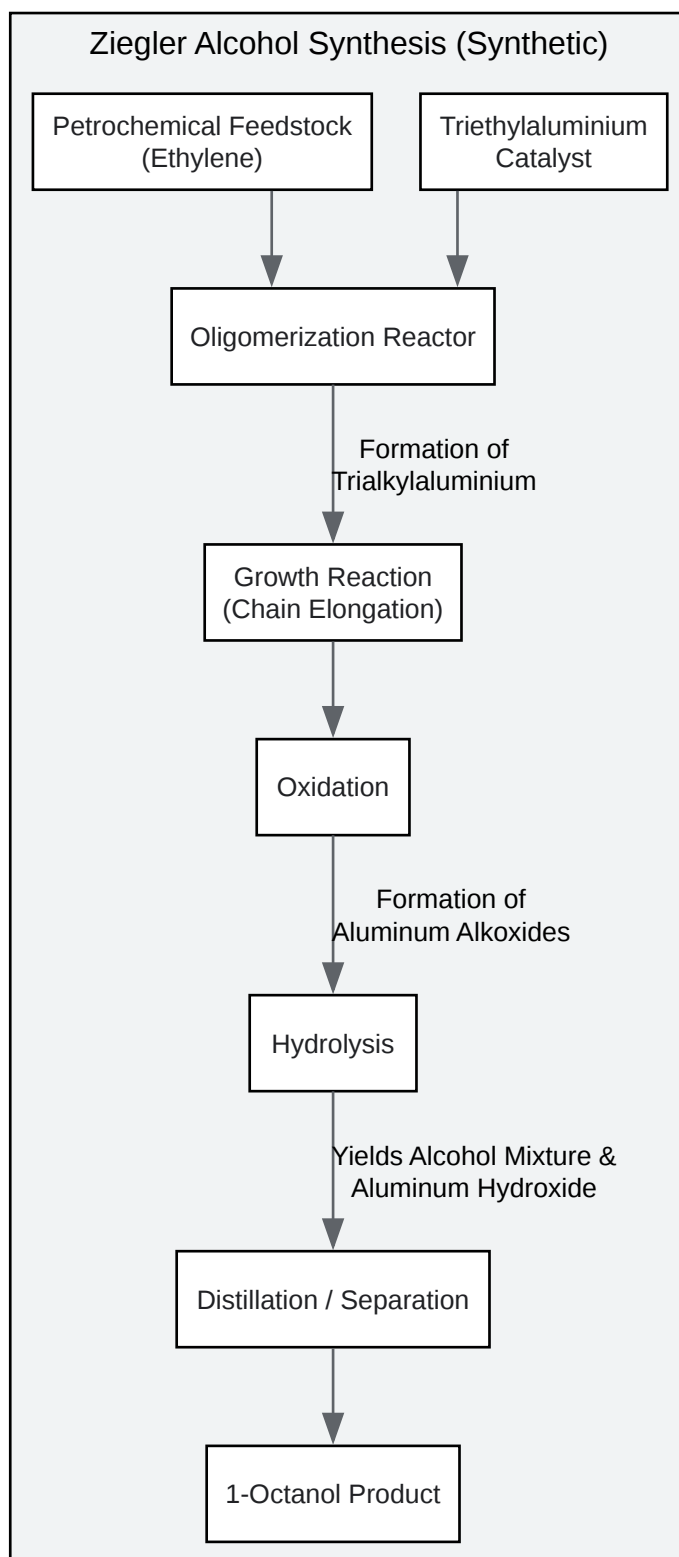 Ziegler Alcohol Synthesis (Synthetic)
Petrochemical Feedstock
(Ethylene)
Triethylaluminium
Catalyst
Oligomerization Reactor
Formation of
Trialkylaluminium
Growth Reaction
(Chain Elongation)
Oxidation
Formation of
Aluminum Alkoxides
Hydrolysis
Yields Alcohol Mixture &
Aluminum Hydroxide
Distillation / Separation
1-Octanol Product